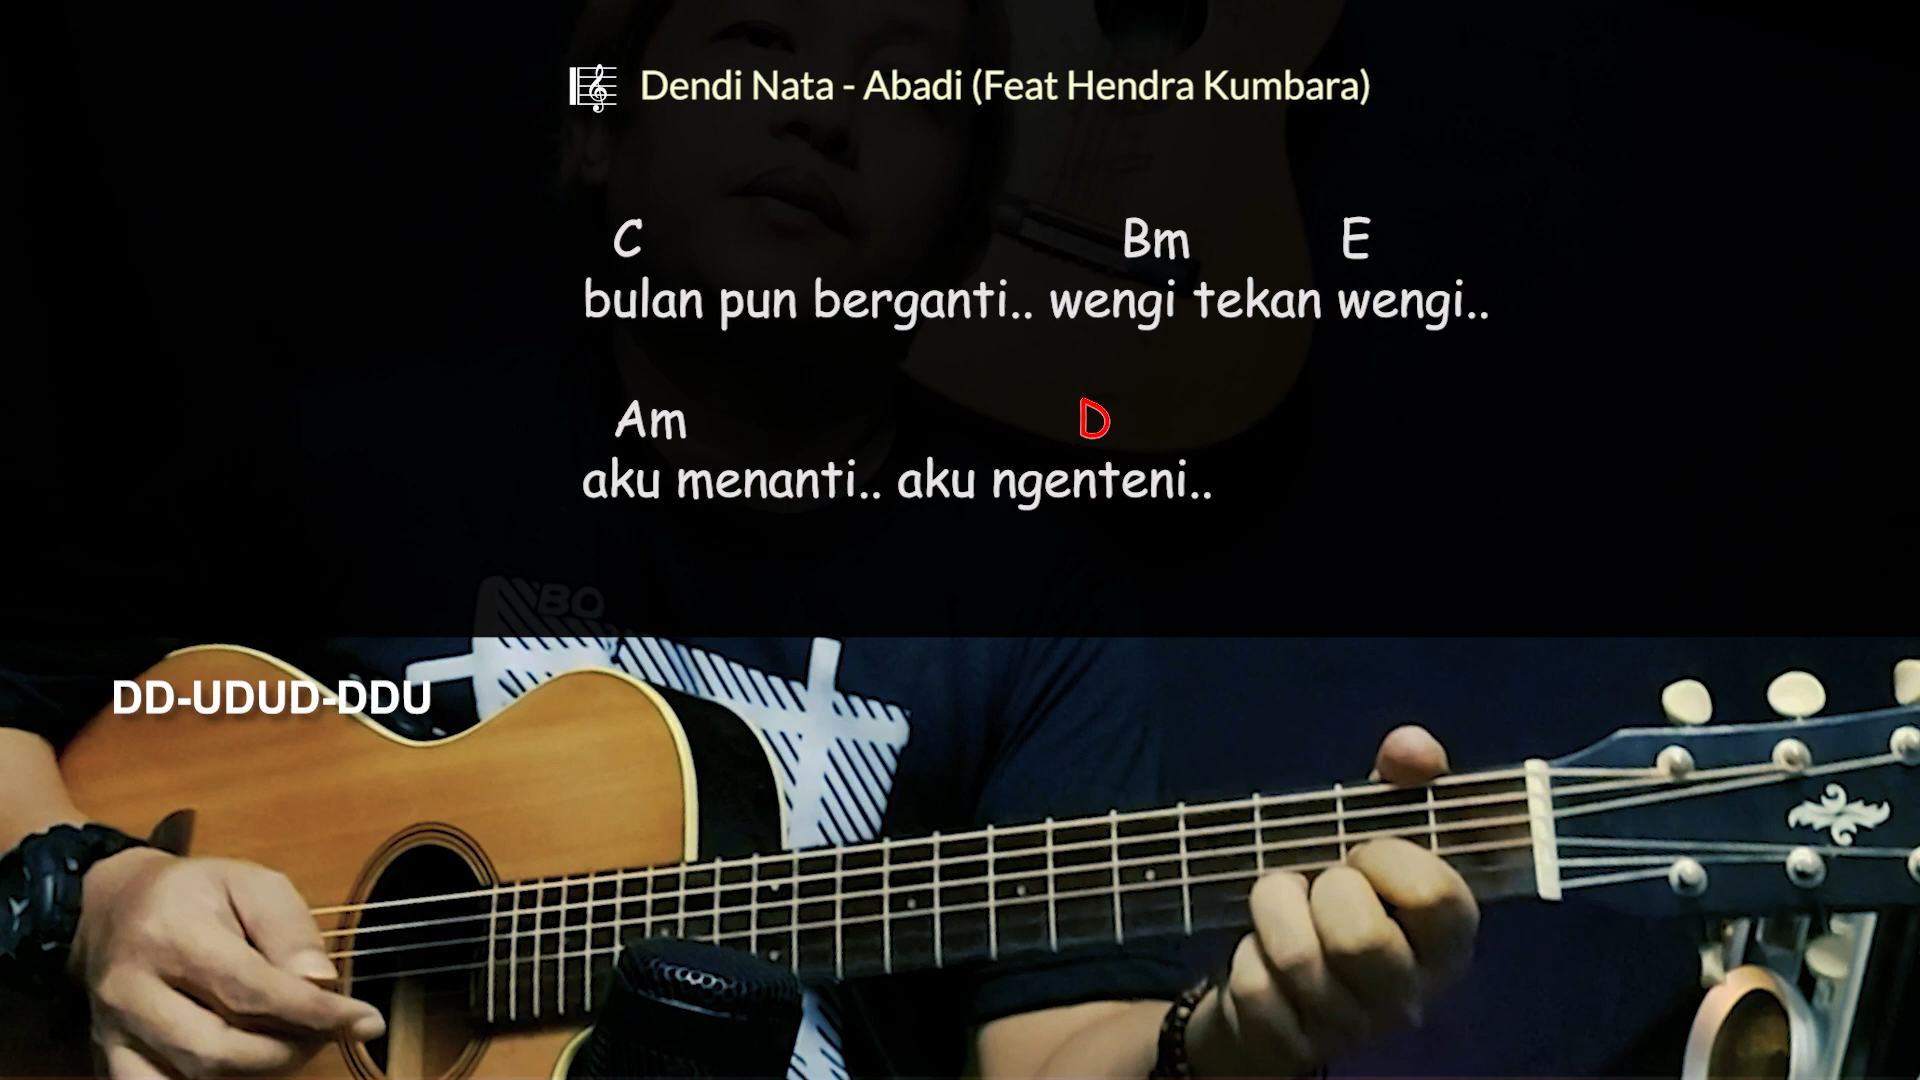 Dendi Nata - Abadi (Feat Hendra Kumbara)
C Bm E
bulan pun berganti.. wengi tekan wengi..
Am D
aku menanti.. aku ngenteni..
BO
DD-UDUD-DDU